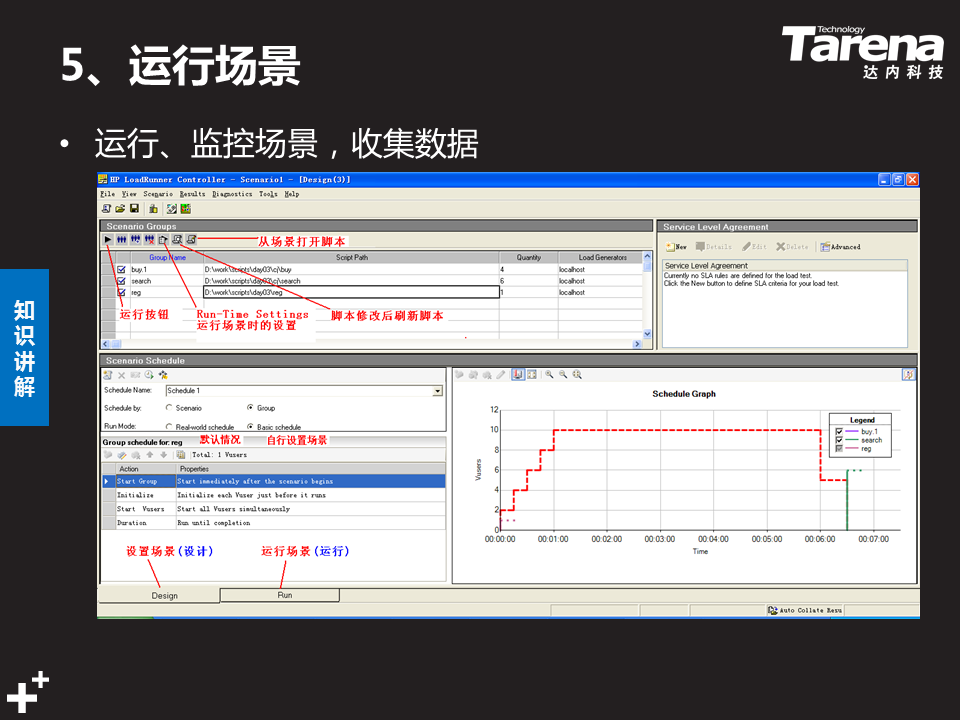 5、运行场景
Technology
Tarena
达内科技
• 运行、监控场景，收集数据
知识讲解
HP LoadRunner Controller - Scenario1 - [Design(3)]
File View Scenario Results Diagnostics Tools Help
Scenario Groups
从场景打开脚本
Group Name Script Path Quantity Load Generators
buy.1 D:\work\scripts\day03\cj\buy 4 localhost
search D:\work\scripts\day03\cj\search 6 localhost
reg D:\work\scripts\day03\reg 1 localhost
运行按钮
Run-Time Settings
运行场景时的设置
脚本修改后刷新脚本
Service Level Agreement
New Details Edit Delete Advanced
Service Level Agreement
Currently no SLA rules are defined for the load test.
Click the New button to define SLA criteria for your load test.
Scenario Schedule
Schedule Name: Schedule 1
Schedule by: Scenario Group
Run Mode: Real-world schedule Basic schedule
默认情况 自行设置场景
Group schedule for: reg
Total: 1 Vusers
Action Properties
Start Group Start immediately after the scenario begins
Initialize Initialize each Vuser just before it runs
Start Vusers Start all Vusers simultaneously
Duration Run until completion
设置场景(设计) 运行场景(运行)
Design Run
Schedule Graph
Vusers
12
10
8
6
4
2
0
00:00:00 00:01:00 00:02:00 00:03:00 00:04:00 00:05:00 00:06:00 00:07:00
Time
Legend
buy.1
search
reg
Auto Collate Resu